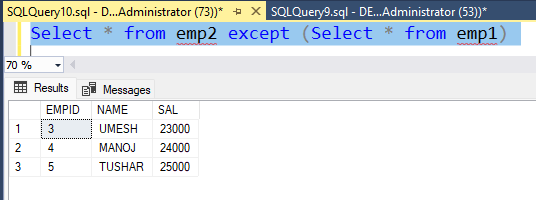 SQLQuery10.sql - D...Administrator (73))* SQLQuery9.sql - DE...Administrator (53))*
Select * from emp2 except (Select * from emp1)
70 %
Results Messages
EMPID NAME SAL
1 3 UMESH 23000
2 4 MANOJ 24000
3 5 TUSHAR 25000